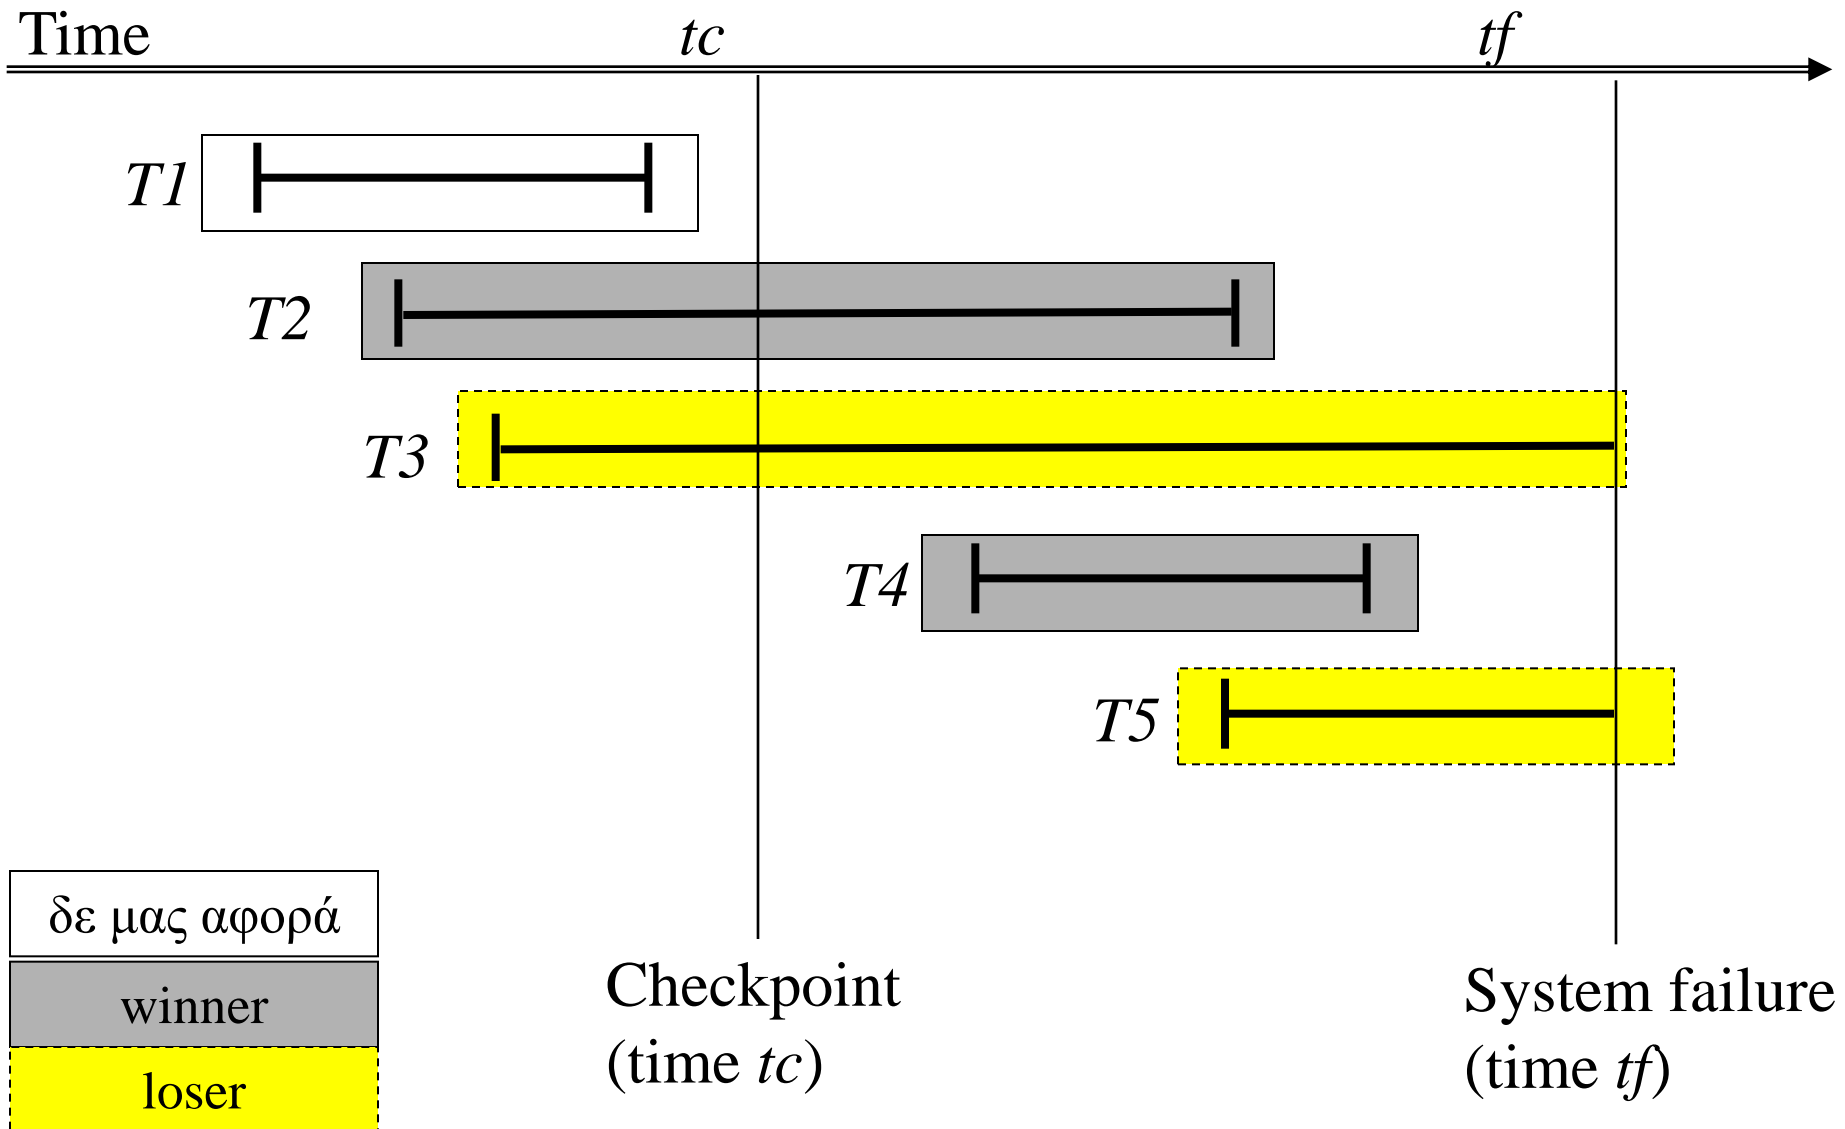 Time tc tf
T1
T2
T3
T4
T5
δε μας αφορά
winner
loser
Checkpoint
(time tc)
System failure
(time tf)